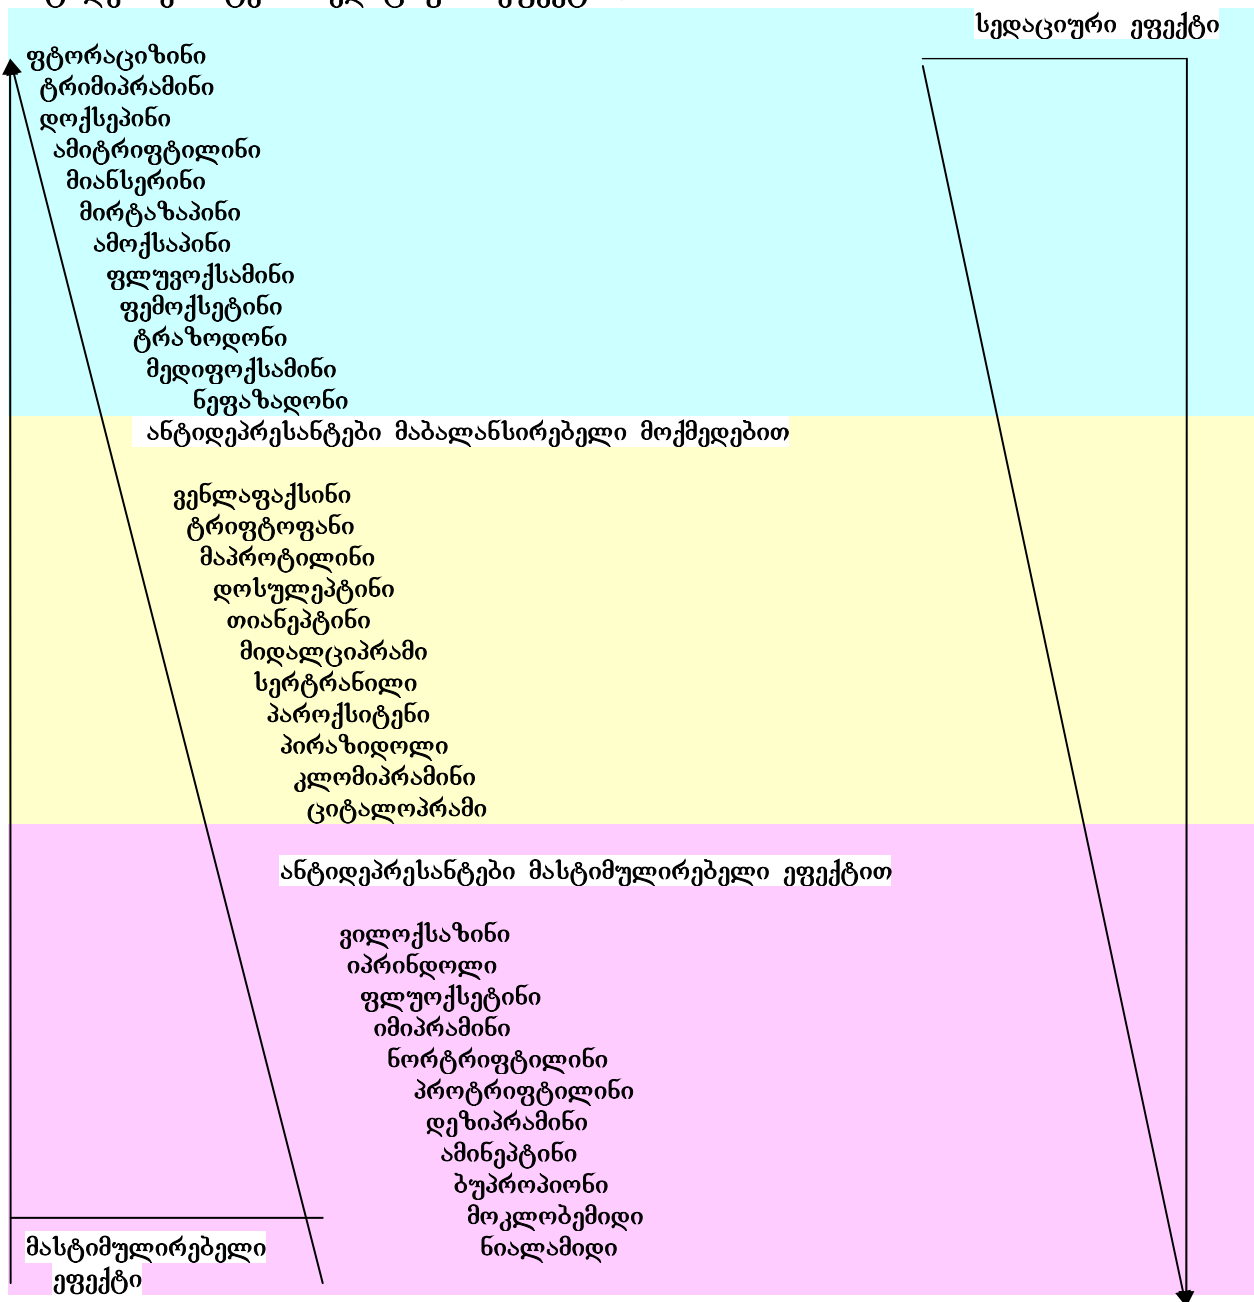 სედაციური ეფექტი
ფტორაციზინი
ტრიმიპრამინი
დოქსეპინი
ამიტრიფტილინი
მიანსერინი
მირტაზაპინი
ამოქსაპინი
ფლუვოქსამინი
ფემოქსეტინი
ტრაზოდონი
მედიფოქსამინი
ნეფაზადონი
ანტიდეპრესანტები მაბალანსირებელი მოქმედებით
ვენლაფაქსინი
ტრიფტოფანი
მაპროტილინი
დოსულეპტინი
თიანეპტინი
მიდალციპრამი
სერტრანილი
პაროქსიტენი
პირაზიდოლი
კლომიპრამინი
ციტალოპრამი
ანტიდეპრესანტები მასტიმულირებელი ეფექტით
ვილოქსაზინი
იპრინდოლი
ფლუოქსეტინი
იმიპრამინი
ნორტრიფტილინი
პროტრიფტილინი
დეზიპრამინი
ამინეპტინი
ბუპროპიონი
მოკლობემიდი
ნიალამიდი
მასტიმულირებელი
ეფექტი